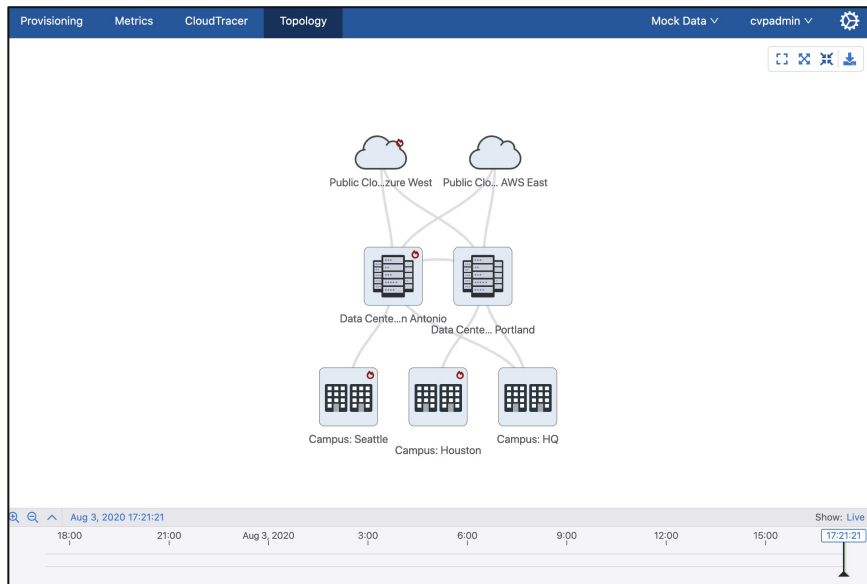 Provisioning Metrics CloudTracer Topology Mock Data cvpadmin
Public Clo...zure West Public Clo... AWS East
Data Cente...n Antonio
Data Cente... Portland
Campus: Seattle
Campus: Houston
Campus: HQ
Aug 3, 2020 17:21:21 Show: Live
18:00 21:00 Aug 3, 2020 3:00 6:00 9:00 12:00 15:00 17:21:21